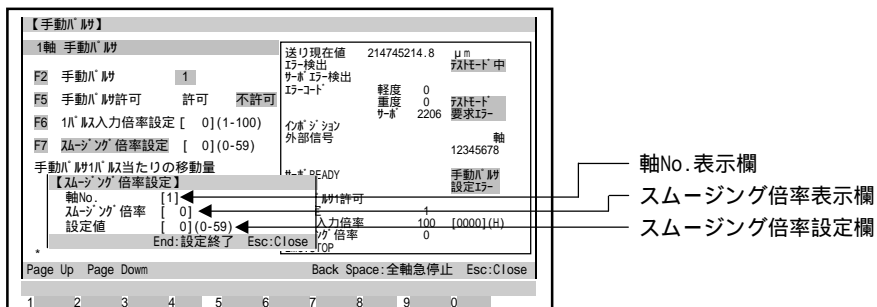 【手動パルサ】
1軸 手動パルサ
F2 手動パルサ 1
F5 手動パルサ許可 許可 不許可
F6 1パルス入力倍率設定 [ 0](1-100)
F7 スムージング倍率設定 [ 0](0-59)
手動パルサ1パルス当たりの移動量
【スムージング倍率設定】
軸No. [1]
スムージング倍率 [ 0]
設定値 [ 0](0-59)
End:設定終了 Esc:Close
*
送り現在値 214745214.8 μm
エラー検出 テストモード中
サーボエラー検出
エラーコード 軽度 0
重度 0 テストモード
サーボ 2206 要求エラー
インポジション
外部信号 軸
12345678
サーボREADY 手動パルサ
設定エラー
ルサ1許可
1
入力倍率 100 [0000](H)
ング倍率 0
STOP
Page Up Page Down Back Space:全軸急停止 Esc:Close
1 2 3 4 5 6 7 8 9 0
軸No.表示欄
スムージング倍率表示欄
スムージング倍率設定欄